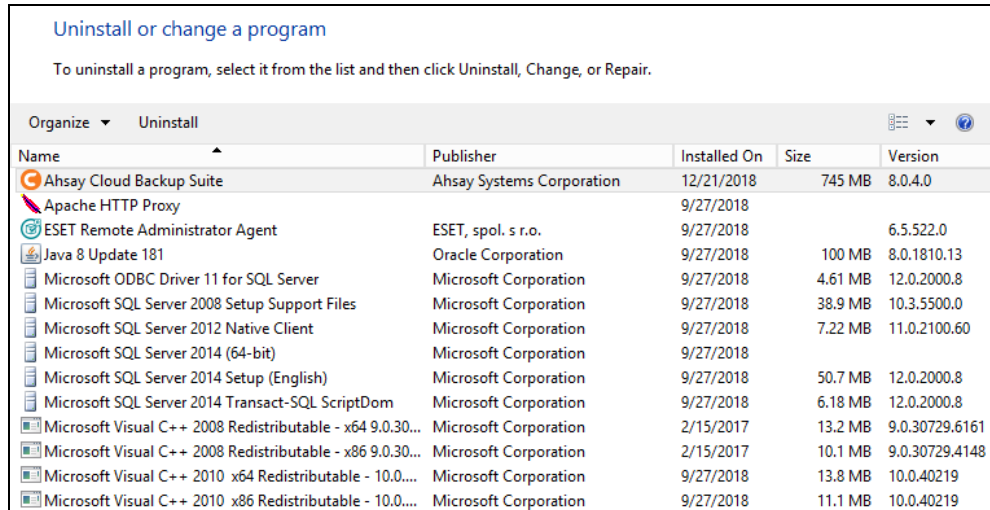 Uninstall or change a program
To uninstall a program, select it from the list and then click Uninstall, Change, or Repair.
Organize Uninstall
Name Publisher Installed On Size Version
Ahsay Cloud Backup Suite Ahsay Systems Corporation 12/21/2018 745 MB 8.0.4.0
Apache HTTP Proxy 9/27/2018
ESET Remote Administrator Agent ESET, spol. s r.o. 9/27/2018 6.5.522.0
Java 8 Update 181 Oracle Corporation 9/27/2018 100 MB 8.0.1810.13
Microsoft ODBC Driver 11 for SQL Server Microsoft Corporation 9/27/2018 4.61 MB 12.0.2000.8
Microsoft SQL Server 2008 Setup Support Files Microsoft Corporation 9/27/2018 38.9 MB 10.3.5500.0
Microsoft SQL Server 2012 Native Client Microsoft Corporation 9/27/2018 7.22 MB 11.0.2100.60
Microsoft SQL Server 2014 (64-bit) Microsoft Corporation 9/27/2018
Microsoft SQL Server 2014 Setup (English) Microsoft Corporation 9/27/2018 50.7 MB 12.0.2000.8
Microsoft SQL Server 2014 Transact-SQL ScriptDom Microsoft Corporation 9/27/2018 6.18 MB 12.0.2000.8
Microsoft Visual C++ 2008 Redistributable - x64 9.0.30... Microsoft Corporation 2/15/2017 13.2 MB 9.0.30729.6161
Microsoft Visual C++ 2008 Redistributable - x86 9.0.30... Microsoft Corporation 2/15/2017 10.1 MB 9.0.30729.4148
Microsoft Visual C++ 2010 x64 Redistributable - 10.0.... Microsoft Corporation 9/27/2018 13.8 MB 10.0.40219
Microsoft Visual C++ 2010 x86 Redistributable - 10.0.... Microsoft Corporation 9/27/2018 11.1 MB 10.0.40219